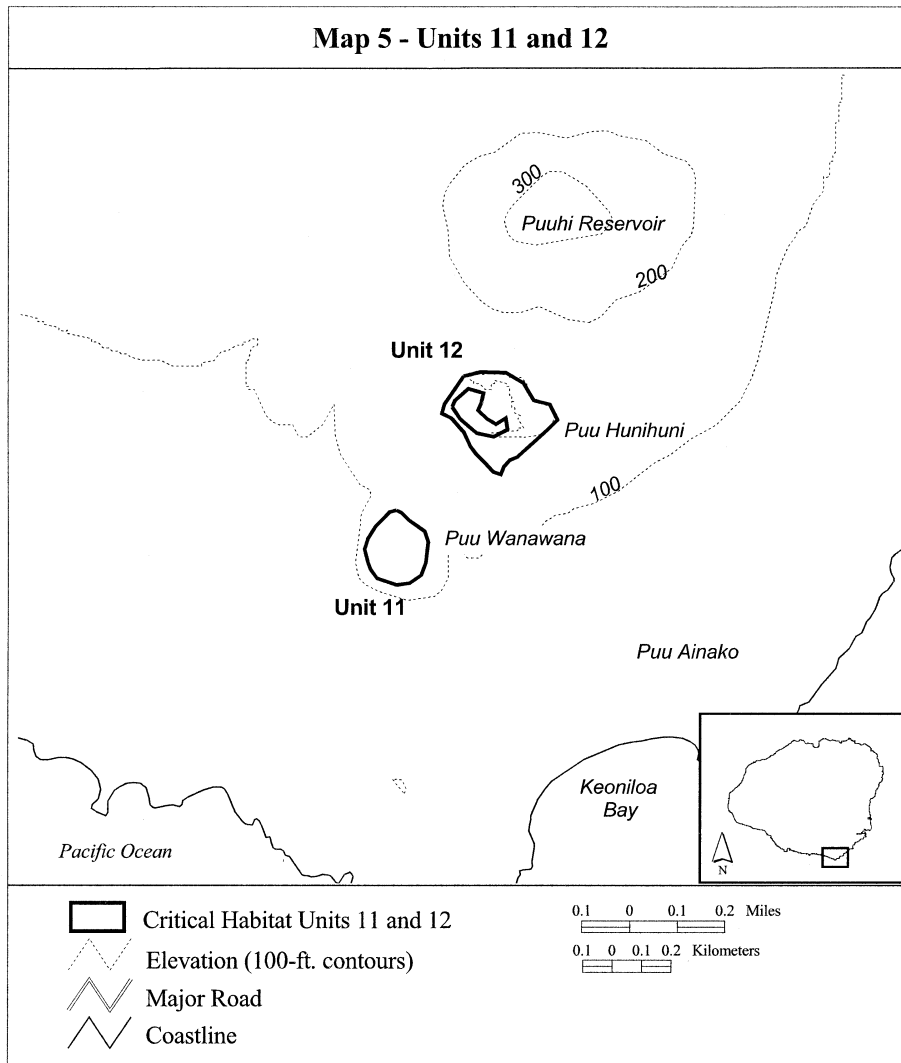 Map 5 - Units 11 and 12
300
Puuhi Reservoir
200
Unit 12
Puu Hunihuni
100
Puu Wanawana
Unit 11
Puu Ainako
Keoniloa
Bay
Pacific Ocean
N
Critical Habitat Units 11 and 12
Elevation (100-ft. contours)
Major Road
Coastline
0.1 0 0.1 0.2 Miles
0.1 0 0.1 0.2 Kilometers